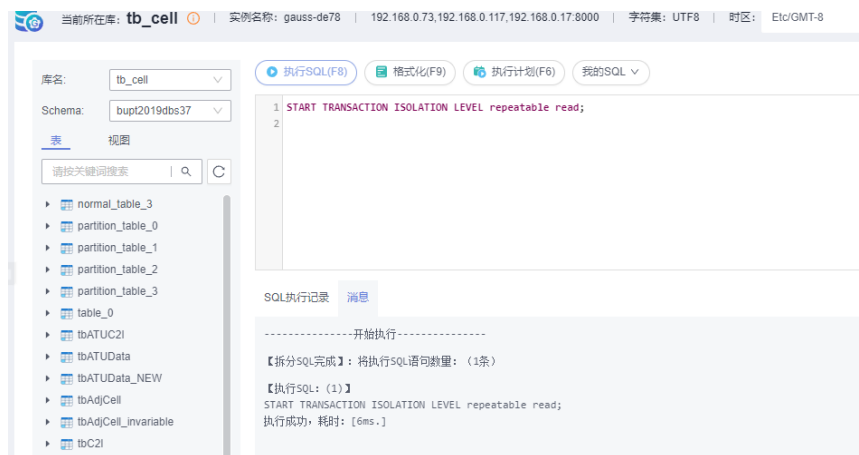 当前所在库: tb_cell
实例名称: gauss-de78 | 192.168.0.73,192.168.0.117,192.168.0.17:8000 | 字符集: UTF8 | 时区: Etc/GMT-8
库名: tb_cell
Schema: bupt2019dbs37
表 视图
请按关键词搜索
normal_table_3
partition_table_0
partition_table_1
partition_table_2
partition_table_3
table_0
tbATUC2I
tbATUData
tbATUData_NEW
tbAdjCell
tbAdjCell_invariable
tbC2I
执行SQL(F8) 格式化(F9) 执行计划(F6) 我的SQL
1 START TRANSACTION ISOLATION LEVEL repeatable read;
2
SQL执行记录 消息
---------------开始执行---------------
【拆分SQL完成】: 将执行SQL语句数量: (1条)
【执行SQL: (1)】
START TRANSACTION ISOLATION LEVEL repeatable read;
执行成功，耗时: [6ms.]